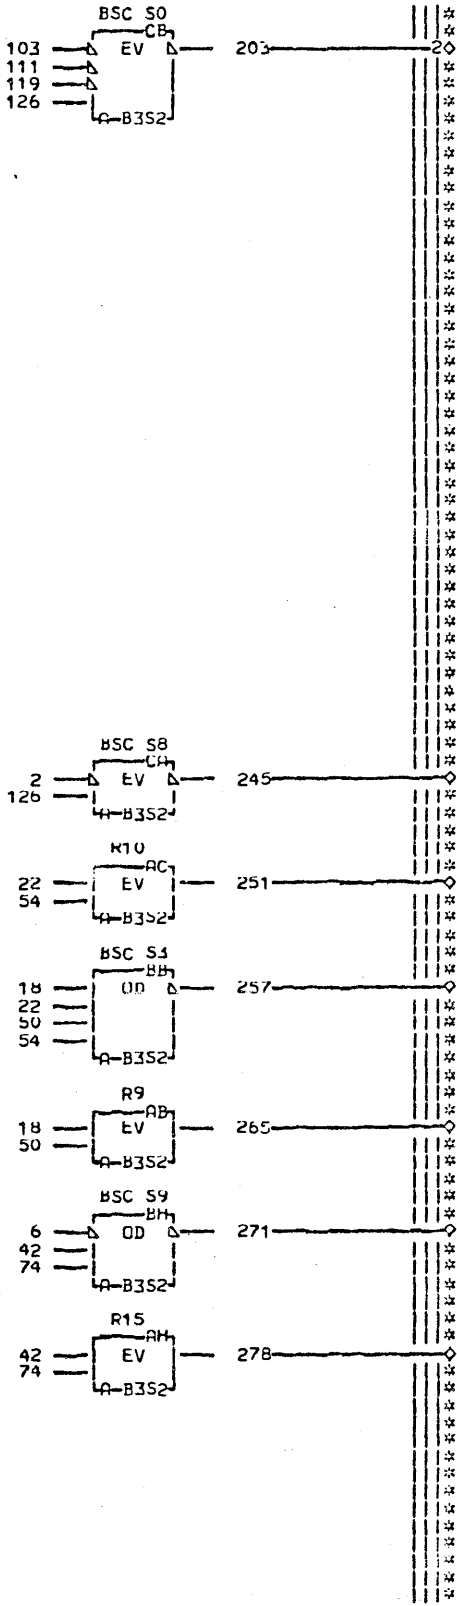 BSC S0
CB
103 EV 203 2
111
119
126
A B3S2
BSC S8
CA
2 EV 245
126
A B3S2
R10
AC
22 EV 251
54
A B3S2
BSC S3
BB
18 OD 257
22
50
54
A B3S2
R9
AB
18 EV 265
50
A B3S2
BSC S9
BH
6 OD 271
42
74
A B3S2
R15
AH
42 EV 278
74
A B3S2